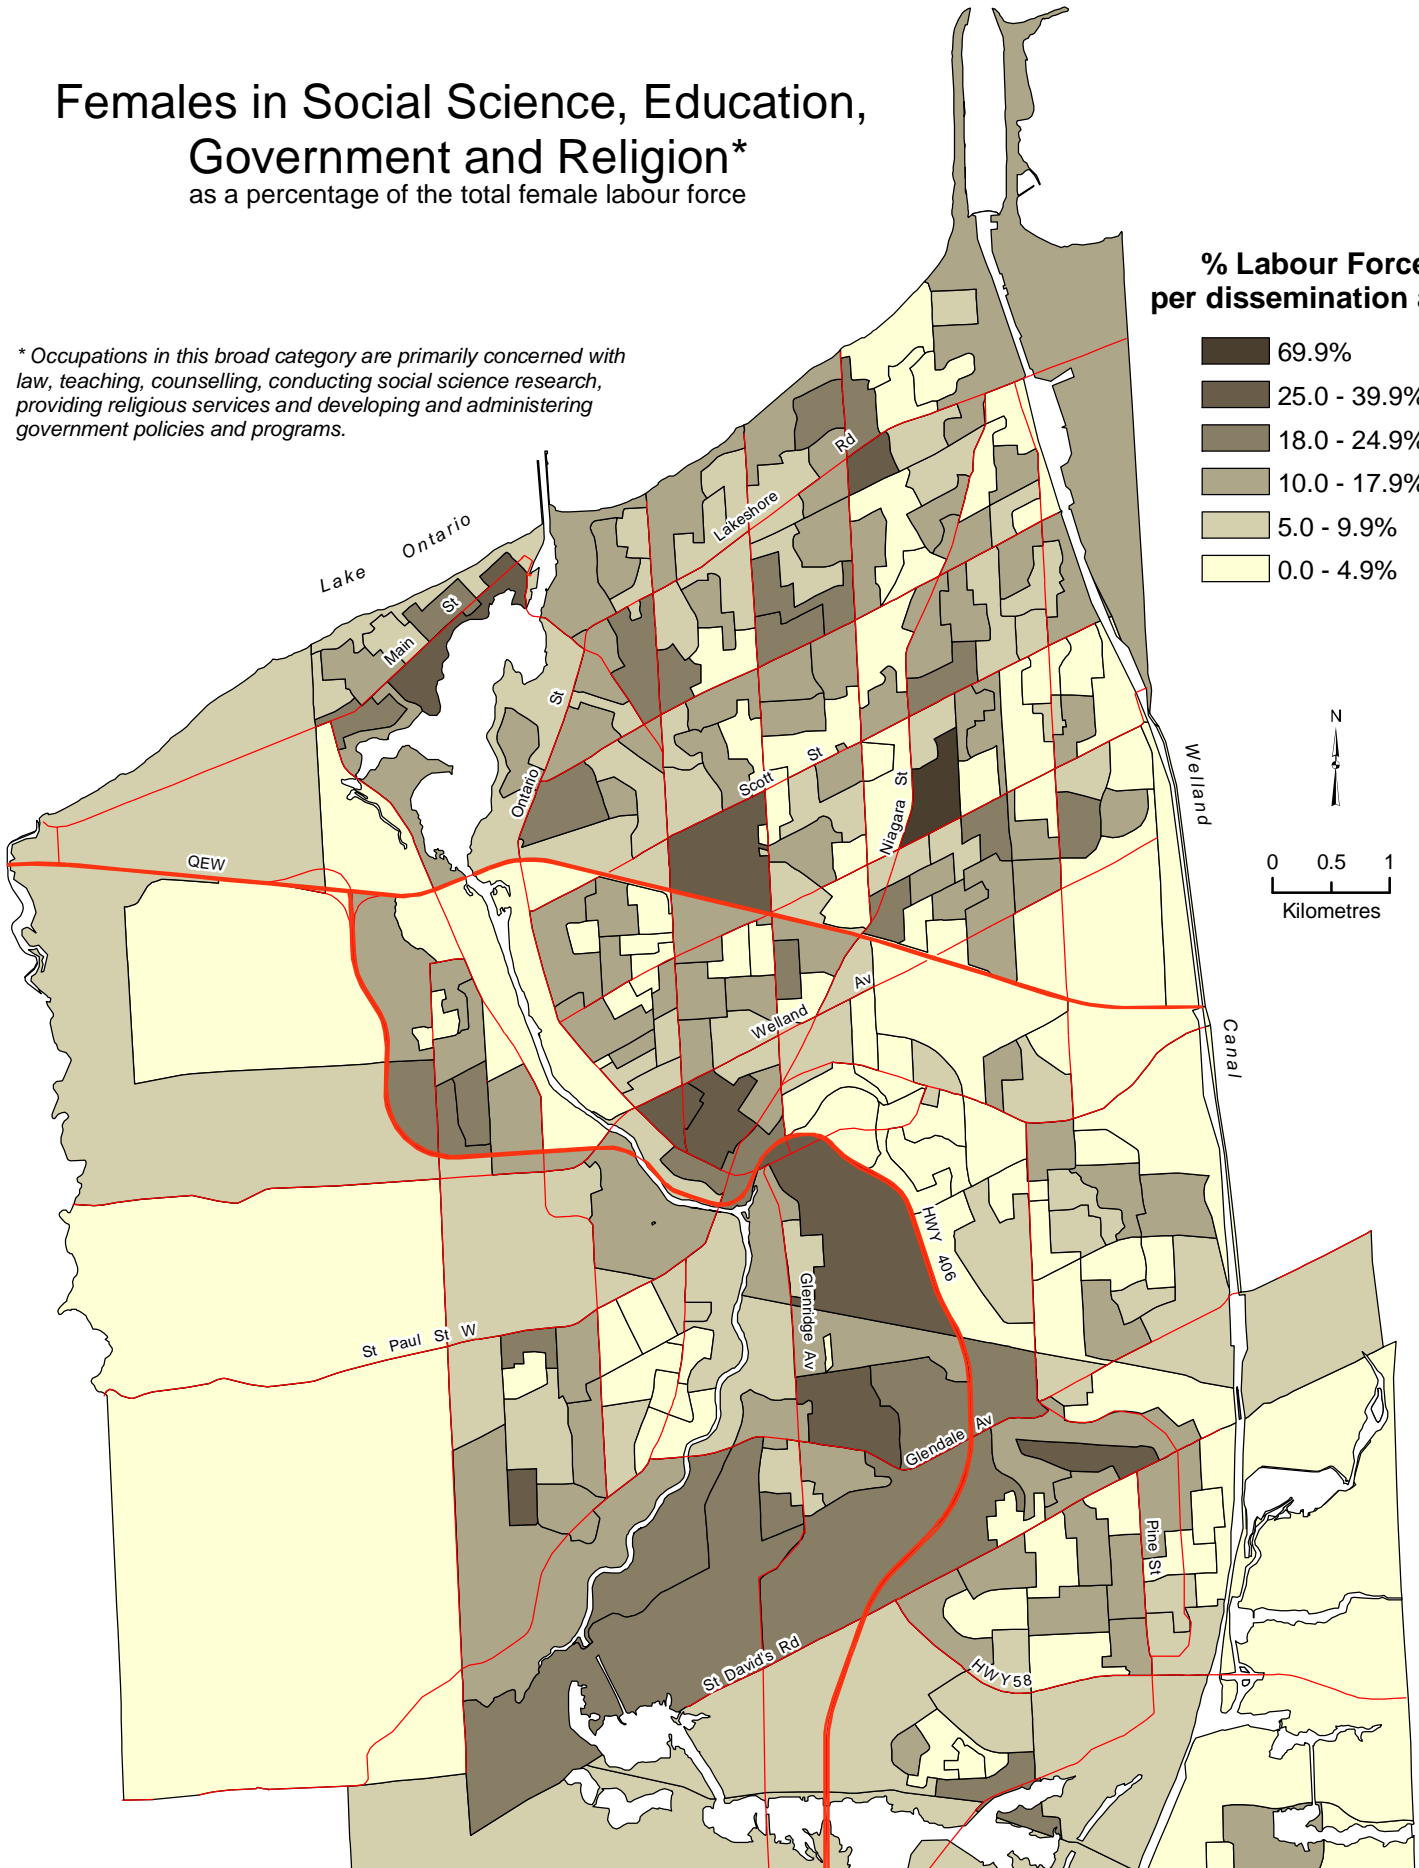 Females in Social Science, Education,
Government and Religion*
as a percentage of the total female labour force
% Labour Force
per dissemination a
* Occupations in this broad category are primarily concerned with
law, teaching, counselling, conducting social science research,
providing religious services and developing and administering
government policies and programs.
69.9%
25.0 - 39.9%
18.0 - 24.9%
10.0 - 17.9%
5.0 - 9.9%
0.0 - 4.9%
Lake Ontario
Lakeshore Rd
Main St
Ontario St
Scott St
Niagara St
Welland Canal
N
0 0.5 1
Kilometres
QEW
Welland Av
HWY 406
Glenridge Av
St Paul St W
Glendale Av
Pine St
St David's Rd
HWY58